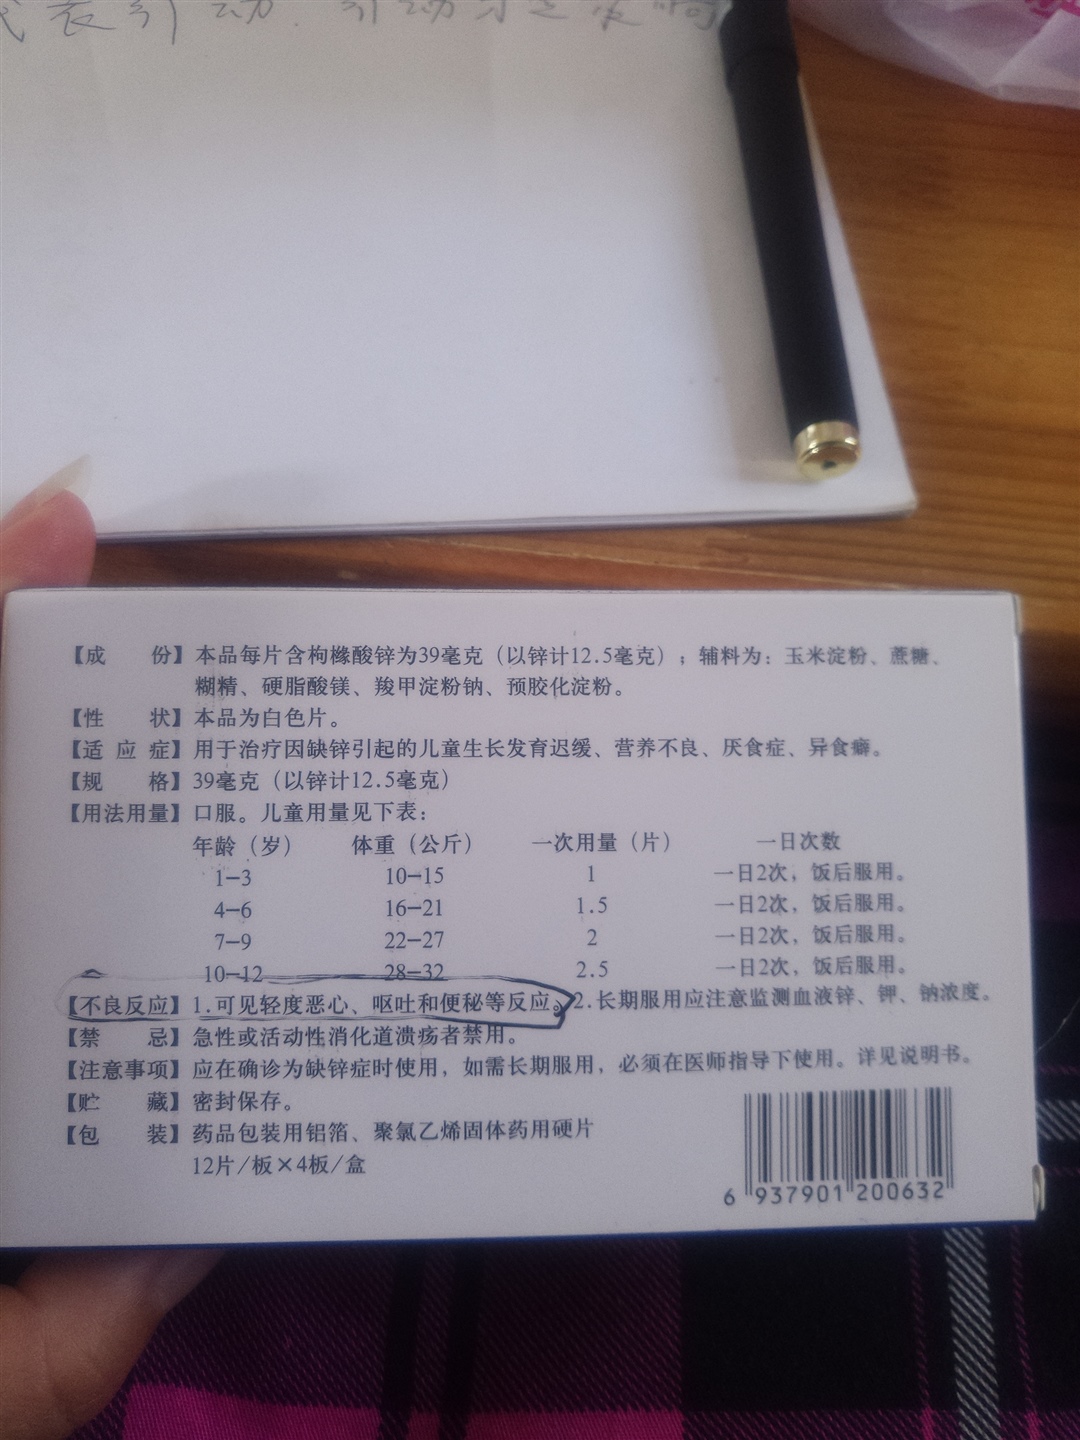 表引动.引动
【成 份】本品每片含枸橼酸锌为39毫克（以锌计12.5毫克）；辅料为：玉米淀粉、蔗糖、
糊精、硬脂酸镁、羧甲淀粉钠、预胶化淀粉。
【性 状】本品为白色片。
【适 应 症】用于治疗因缺锌引起的儿童生长发育迟缓、营养不良、厌食症、异食癖。
【规 格】39毫克（以锌计12.5毫克）
【用法用量】口服。儿童用量见下表：
年龄（岁） 体重（公斤） 一次用量（片） 一日次数
1-3 10-15 1 一日2次，饭后服用。
4-6 16-21 1.5 一日2次，饭后服用。
7-9 22-27 2 一日2次，饭后服用。
10-12 28-32 2.5 一日2次，饭后服用。
【不良反应】1.可见轻度恶心、呕吐和便秘等反应。2.长期服用应注意监测血液锌、钾、钠浓度。
【禁 忌】急性或活动性消化道溃疡者禁用。
【注意事项】应在确诊为缺锌症时使用，如需长期服用，必须在医师指导下使用。详见说明书。
【贮 藏】密封保存。
【包 装】药品包装用铝箔、聚氯乙烯固体药用硬片
12片/板×4板/盒
6 937901 200632